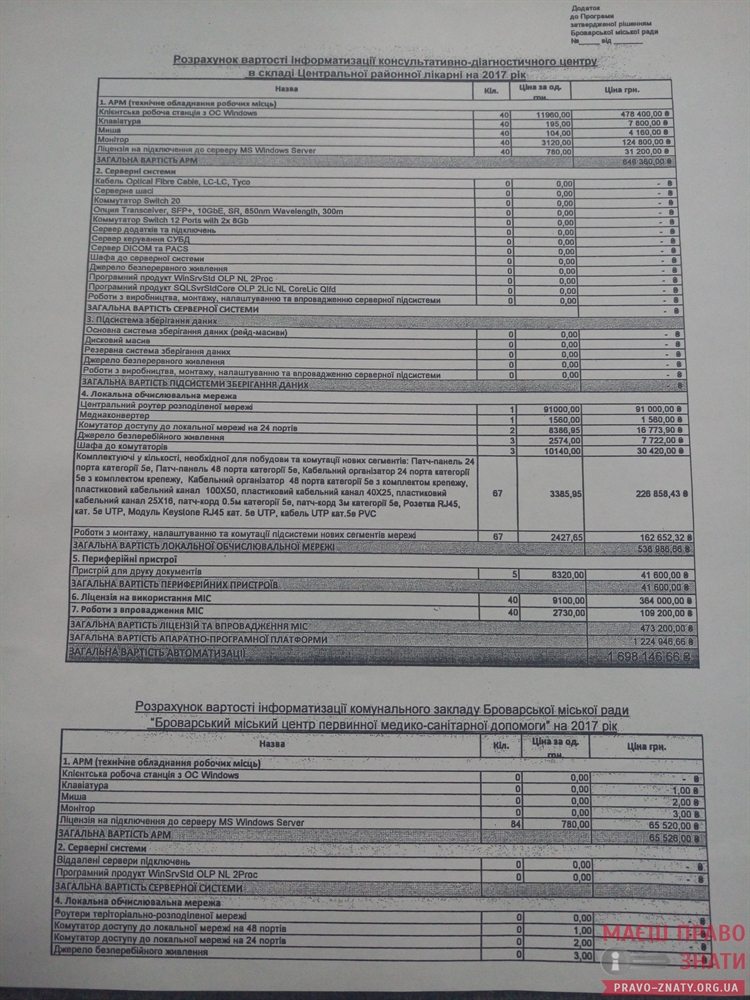 Додаток
до Програми
затвердженої рішенням
Броварської міської ради
№____ від ______
Розрахунок вартості інформатизації консультативно-діагностичного центру
в складі Центральної районної лікарні на 2017 рік
Назва Кіл. Ціна за од. грн. Ціна грн.
1. АРМ (технічне обладнання робочих місць)
Клієнтська робоча станція з ОС Windows 40 11960,00 478 400,00 ₴
Клавіатура 40 195,00 7 800,00 ₴
Миша 40 104,00 4 160,00 ₴
Монітор 40 3120,00 124 800,00 ₴
Ліцензія на підключення до серверу MS Windows Server 40 780,00 31 200,00 ₴
ЗАГАЛЬНА ВАРТІСТЬ АРМ 646 360,00 ₴
2. Серверні системи
Кабель Optical Fibre Cable, LC-LC, Tyco 0 0,00 - ₴
Серверне шасі 0 0,00 - ₴
Коммутатор Switch 20 0 0,00 - ₴
Опция Transceiver, SFP+, 10GbE, SR, 850nm Wavelength, 300m 0 0,00 - ₴
Коммутатор Switch 12 Ports with 2x 8Gb 0 0,00 - ₴
Сервер додатків та підключень 0 0,00 - ₴
Сервер керування СУБД 0 0,00 - ₴
Сервер DICOM та PACS 0 0,00 - ₴
Шафа до серверної системи 0 0,00 - ₴
Джерело безперераного живлення 0 0,00 - ₴
Програмний продукт WinSrvStd OLP NL 2Proc 0 0,00 - ₴
Програмний продукт SQLSvrStdCore OLP 2Lic NL CoreLic Qlfd 0 0,00 - ₴
Роботи з виробництва, монтажу, налаштуванню та впровадженню серверної підсистеми 0 0,00 - ₴
ЗАГАЛЬНА ВАРТІСТЬ СЕРВЕРНОЇ СИСТЕМИ - ₴
3. Підсистема зберігання даних
Основна система зберігання даних (рейд-масиви) 0 0,00 - ₴
Дисковий масив 0 0,00 - ₴
Резервна система зберігання даних 0 0,00 - ₴
Джерело безперервного живлення 0 0,00 - ₴
Роботи з виробництва, монтажу, налаштуванню та впровадженню серверної підсистеми 0 0,00 - ₴
ЗАГАЛЬНА ВАРТІСТЬ ПІДСИСТЕМИ ЗБЕРІГАННЯ ДАНИХ - ₴
4. Локальна обчислювальна мережа
Центральний роутер розподіленої мережі 1 91000,00 91 000,00 ₴
Медиаконвертер 1 1560,00 1 560,00 ₴
Комутатор доступу до локальної мережі на 24 портів 2 8386,95 16 773,90 ₴
Джерело безперебійного живлення 3 2574,00 7 722,00 ₴
Шафа до комутаторів 3 10140,00 30 420,00 ₴
Комплектуючі у кількості, необхідної для побудови та комутації нових сегментів: Патч-панель 24
порта категорії 5e, Патч-панель 48 порта категорії 5e, Кабельний організатор 24 порта категорії
5е з комплектом крепежу, Кабельний організатор 48 порта категорії 5е з комплектом крепежу,
пластиковий кабельний канал 100X50, пластиковий кабельний канал 40X25, пластиковий
кабельний канал 25X16, патч-корд 0.5м категорії 5e, патч-корд 3м категорії 5e, Розетка RJ45,
кат. 5е UTP, Модуль Keystone RJ45 кат. 5е UTP, кабель UTP кат.5е PVC 67 3385,95 226 858,43 ₴
Роботи з монтажу, налаштуванню та комутації підсистеми нових сегментів мережі 67 2427,65 162 652,32 ₴
ЗАГАЛЬНА ВАРТІСТЬ ЛОКАЛЬНОЇ ОБЧИСЛЮВАЛЬНОЇ МЕРЕЖІ 536 986,66 ₴
5. Периферійні пристрої
Пристрій для друку документів 5 8320,00 41 600,00 ₴
ЗАГАЛЬНА ВАРТІСТЬ ПЕРИФЕРІЙНИХ ПРИСТРОЇВ 41 600,00 ₴
6. Ліцензія на використання МІС 40 9100,00 364 000,00 ₴
7. Роботи з впровадження МІС 40 2730,00 109 200,00 ₴
ЗАГАЛЬНА ВАРТІСТЬ ЛІЦЕНЗІЙ ТА ВПРОВАДЖЕННЯ МІС 473 200,00 ₴
ЗАГАЛЬНА ВАРТІСТЬ АПАРАТНО-ПРОГРАМНОЇ ПЛАТФОРМИ 1 224 946,66 ₴
ЗАГАЛЬНА ВАРТІСТЬ АВТОМАТИЗАЦІЇ 1 698 146,66 ₴
Розрахунок вартості інформатизації комунального закладу Броварської міської ради
"Броварський міський центр первинної медико-санітарної допомоги" на 2017 рік
Назва Кіл. Ціна за од. грн. Ціна грн.
1. АРМ (технічне обладнання робочих місць)
Клієнтська робоча станція з ОС Windows 0 0,00 - ₴
Клавіатура 0 0,00 1,00 ₴
Миша 0 0,00 2,00 ₴
Монітор 0 0,00 3,00 ₴
Ліцензія на підключення до серверу MS Windows Server 84 780,00 65 520,00 ₴
ЗАГАЛЬНА ВАРТІСТЬ АРМ 65 526,00 ₴
2. Серверні системи
Віддалені сервери підключень 0 0,00 - ₴
Програмний продукт WinSrvStd OLP NL 2Proc 0 0,00 - ₴
ЗАГАЛЬНА ВАРТІСТЬ СЕРВЕРНОЇ СИСТЕМИ - ₴
4. Локальна обчислювальна мережа
Роутери теріторіально-розподіленої мережі 0 0,00
Комутатор доступу до локальної мережі на 48 портів 0 1,00
Комутатор доступу до локальної мережі на 24 портів 0 2,00
Джерело безперебійного живлення 0 3,00
МАЄШ ПРАВО
ЗНАТИ
PRAVO-ZNATY.ORG.UA